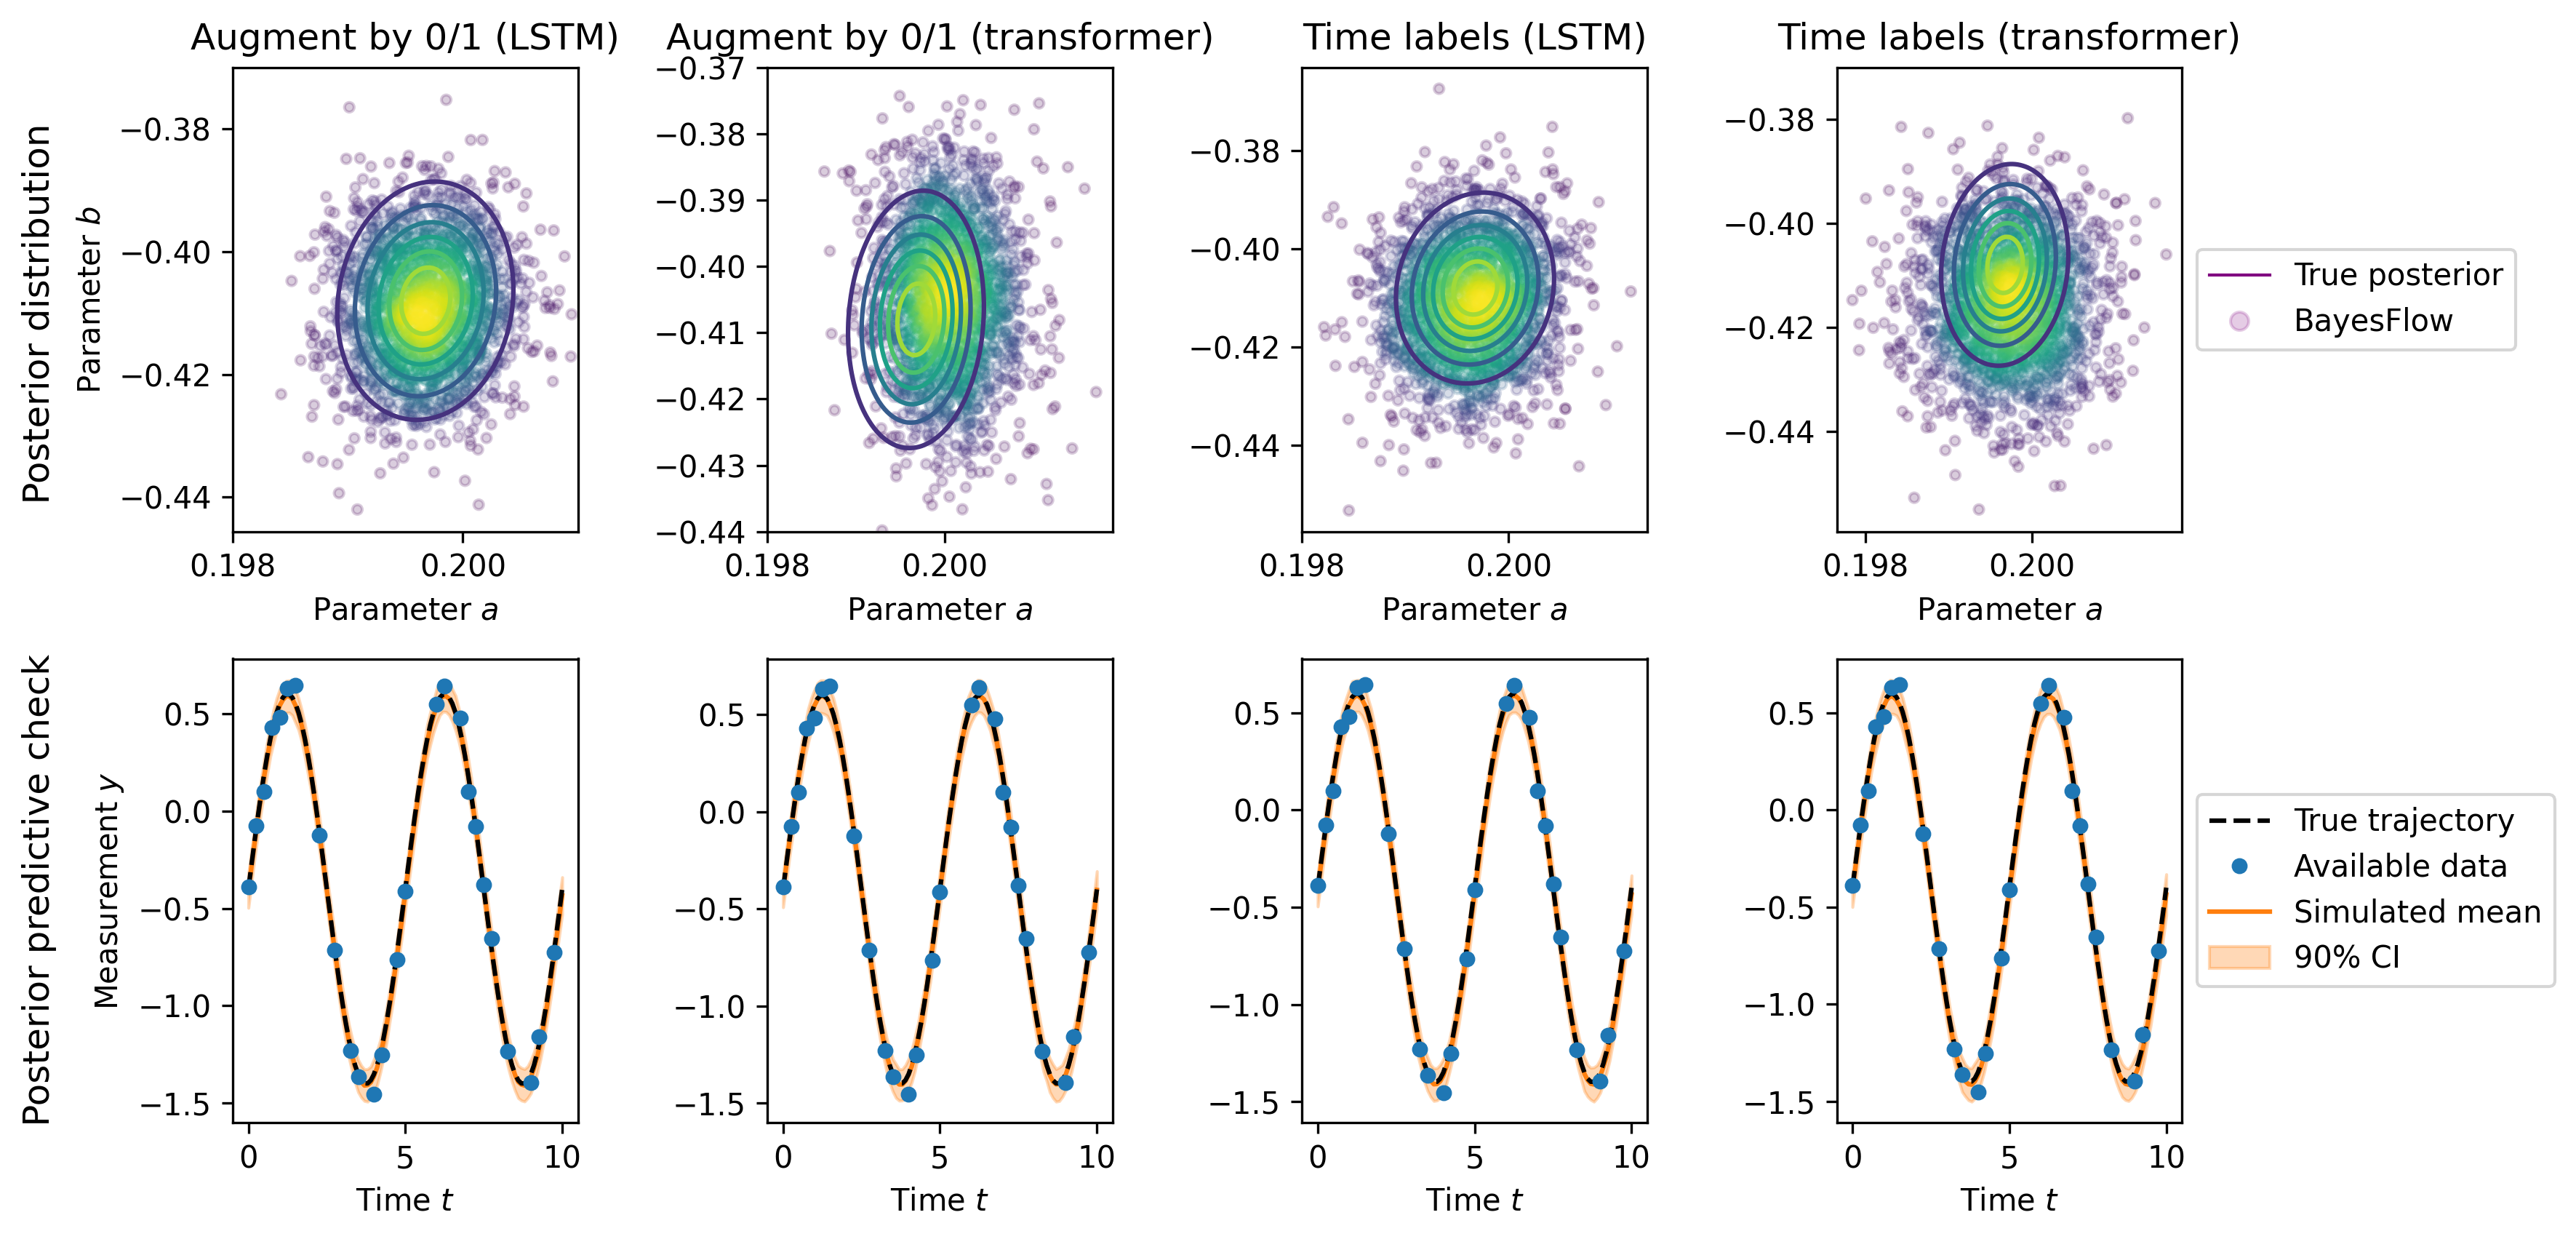 Augment by 0/1 (LSTM)
Augment by 0/1 (transformer)
Time labels (LSTM)
Time labels (transformer)
Posterior distribution
Parameter b
−0.38
−0.40
−0.42
−0.44
0.198
0.200
Parameter a
−0.37
−0.38
−0.39
−0.40
−0.41
−0.42
−0.43
−0.44
0.198
0.200
Parameter a
−0.38
−0.40
−0.42
−0.44
0.198
0.200
Parameter a
−0.38
−0.40
−0.42
−0.44
0.198
0.200
Parameter a
True posterior
BayesFlow
Posterior predictive check
Measurement y
0.5
0.0
−0.5
−1.0
−1.5
0
5
10
Time t
0.5
0.0
−0.5
−1.0
−1.5
0
5
10
Time t
0.5
0.0
−0.5
−1.0
−1.5
0
5
10
Time t
0.5
0.0
−0.5
−1.0
−1.5
0
5
10
Time t
True trajectory
Available data
Simulated mean
90% CI